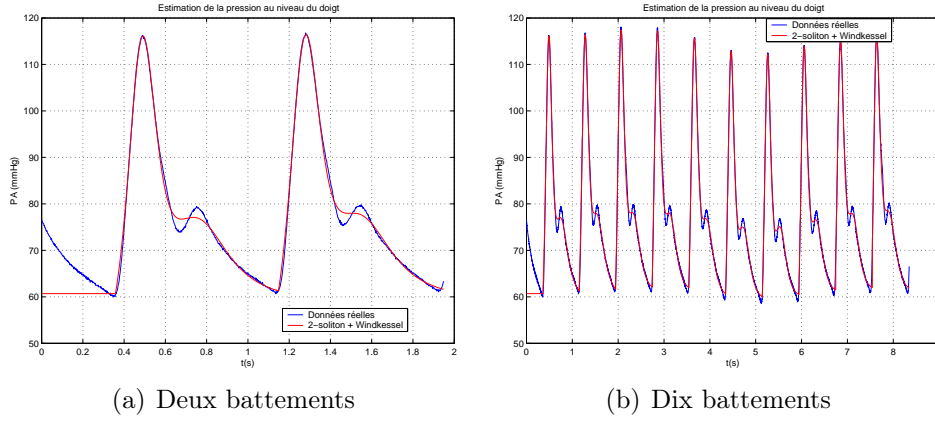 Estimation de la pression au niveau du doigt
120
110
100
90
80
70
60
50
PA (mmHg)
0 0.2 0.4 0.6 0.8 1 1.2 1.4 1.6 1.8 2
t(s)
Données réelles
2-soliton + Windkessel
(a) Deux battements
Estimation de la pression au niveau du doigt
120
110
100
90
80
70
60
50
PA (mmHg)
0 1 2 3 4 5 6 7 8
t(s)
Données réelles
2-soliton + Windkessel
(b) Dix battements